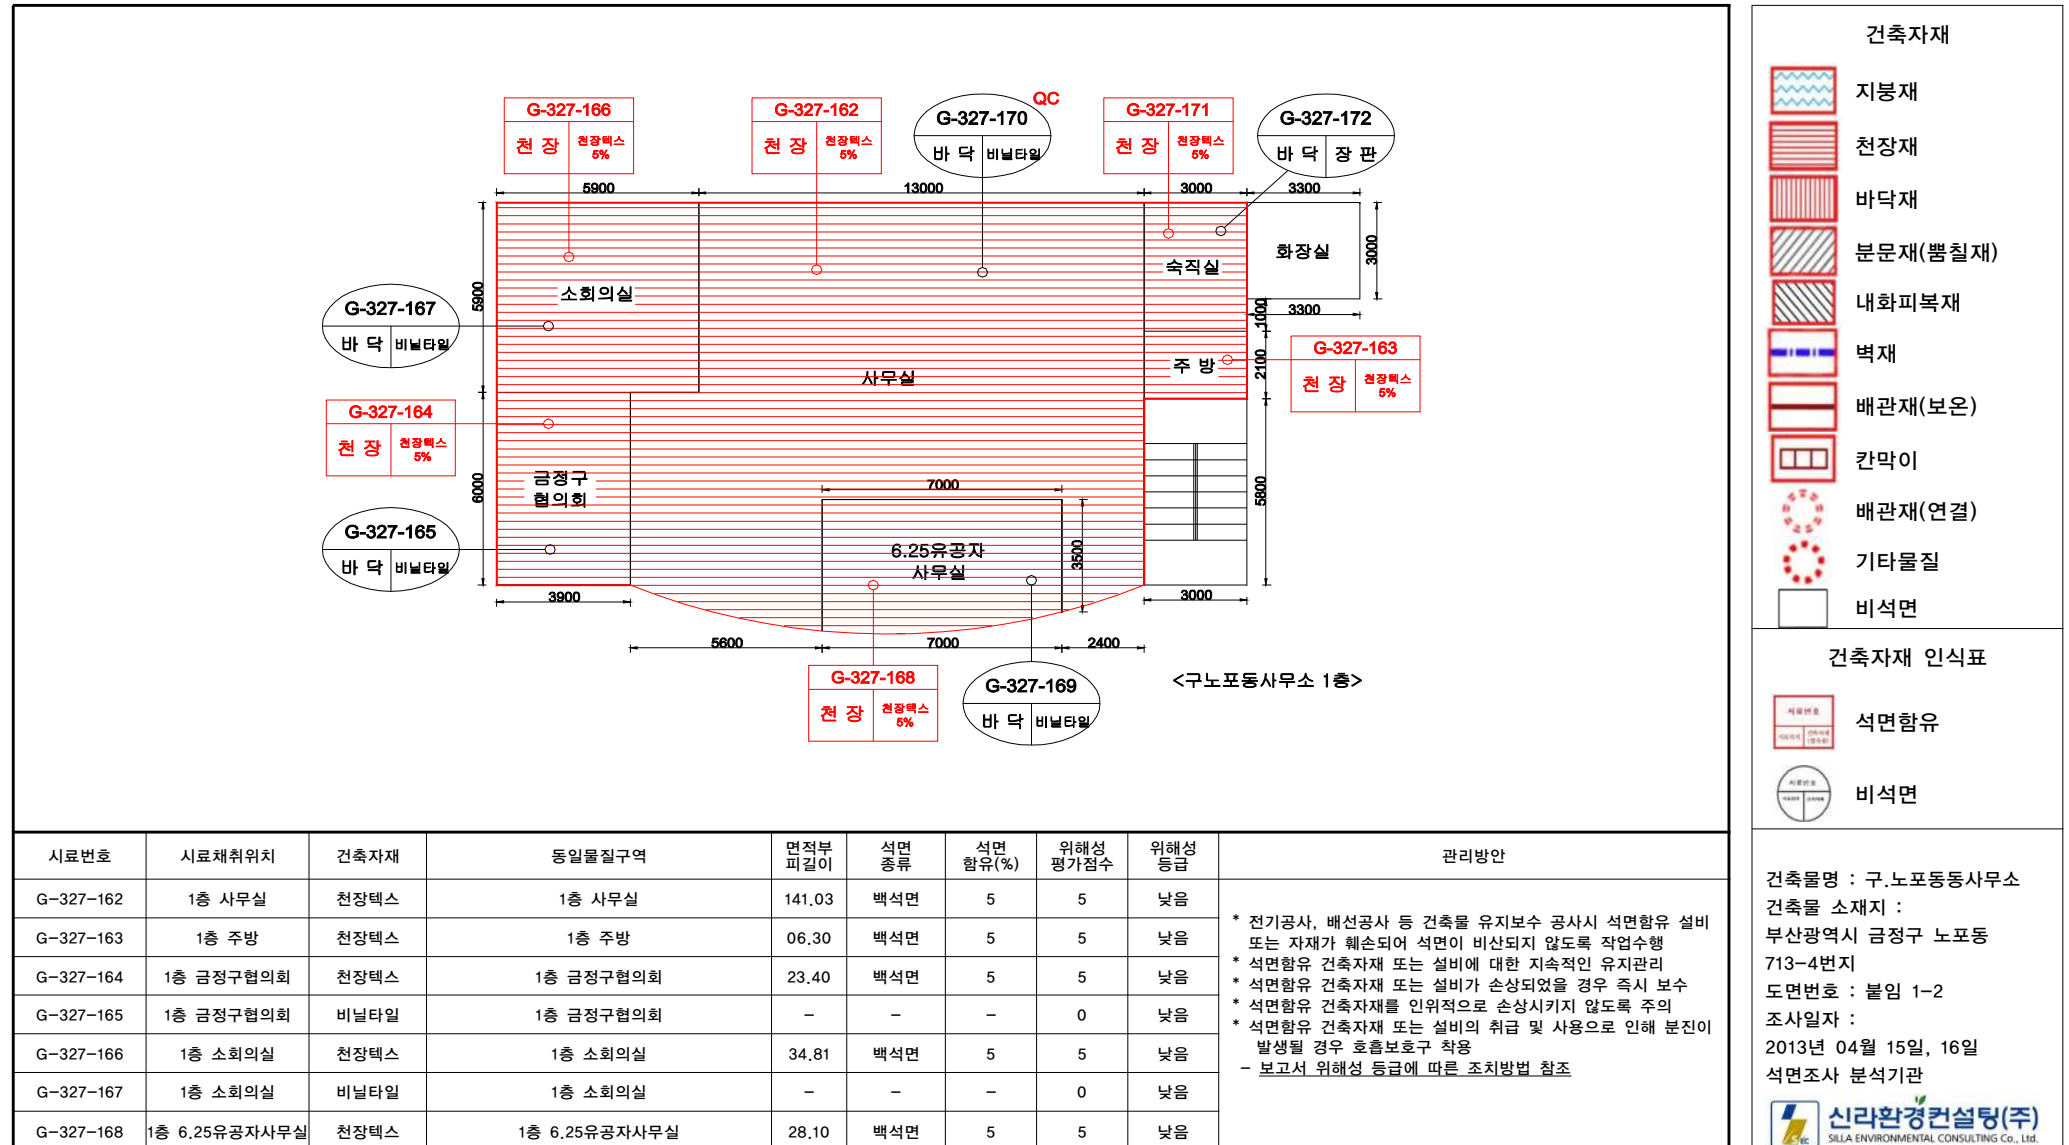 G-327-166
천 장
천장텍스
5%
G-327-162
천 장
천장텍스
5%
QC
G-327-170
바 닥
비닐타일
G-327-171
천 장
천장텍스
5%
G-327-172
바 닥
장 판
5900
13000
3000
3300
5900
소회의실
숙직실
화장실
3000
3300
1000
G-327-167
바 닥
비닐타일
사무실
주 방
2100
G-327-163
천 장
천장텍스
5%
G-327-164
천 장
천장텍스
5%
6000
금정구
협의회
7000
3500
6.25유공자
사무실
5800
G-327-165
바 닥
비닐타일
3900
3000
5600
7000
2400
G-327-168
천 장
천장텍스
5%
G-327-169
바 닥
비닐타일
<구노포동사무소 1층>
시료번호 시료채취위치 건축자재 동일물질구역 면적부피길이 석면종류 석면함유(%) 위해성평가점수 위해성등급 관리방안
G-327-162 1층 사무실 천장텍스 1층 사무실 141.03 백석면 5 5 낮음
G-327-163 1층 주방 천장텍스 1층 주방 06.30 백석면 5 5 낮음
G-327-164 1층 금정구협의회 천장텍스 1층 금정구협의회 23.40 백석면 5 5 낮음
G-327-165 1층 금정구협의회 비닐타일 1층 금정구협의회 - - - 0 낮음
G-327-166 1층 소회의실 천장텍스 1층 소회의실 34.81 백석면 5 5 낮음
G-327-167 1층 소회의실 비닐타일 1층 소회의실 - - - 0 낮음
G-327-168 1층 6.25유공자사무실 천장텍스 1층 6.25유공자사무실 28.10 백석면 5 5 낮음
* 전기공사, 배선공사 등 건축물 유지보수 공사시 석면함유 설비
또는 자재가 훼손되어 석면이 비산되지 않도록 작업수행
* 석면함유 건축자재 또는 설비에 대한 지속적인 유지관리
* 석면함유 건축자재 또는 설비가 손상되었을 경우 즉시 보수
* 석면함유 건축자재를 인위적으로 손상시키지 않도록 주의
* 석면함유 건축자재 또는 설비의 취급 및 사용으로 인해 분진이
발생될 경우 호흡보호구 착용
- 보고서 위해성 등급에 따른 조치방법 참조
건축자재
지붕재
천장재
바닥재
분문재(뿜칠재)
내화피복재
벽재
배관재(보온)
칸막이
배관재(연결)
기타물질
비석면
건축자재 인식표
시료번호
석면함유
비석면
건축물명 : 구.노포동동사무소
건축물 소재지 :
부산광역시 금정구 노포동
713-4번지
도면번호 : 붙임 1-2
조사일자 :
2013년 04월 15일, 16일
석면조사 분석기관
신라환경컨설팅(주)
SILLA ENVIRONMENTAL CONSULTING Co., Ltd.